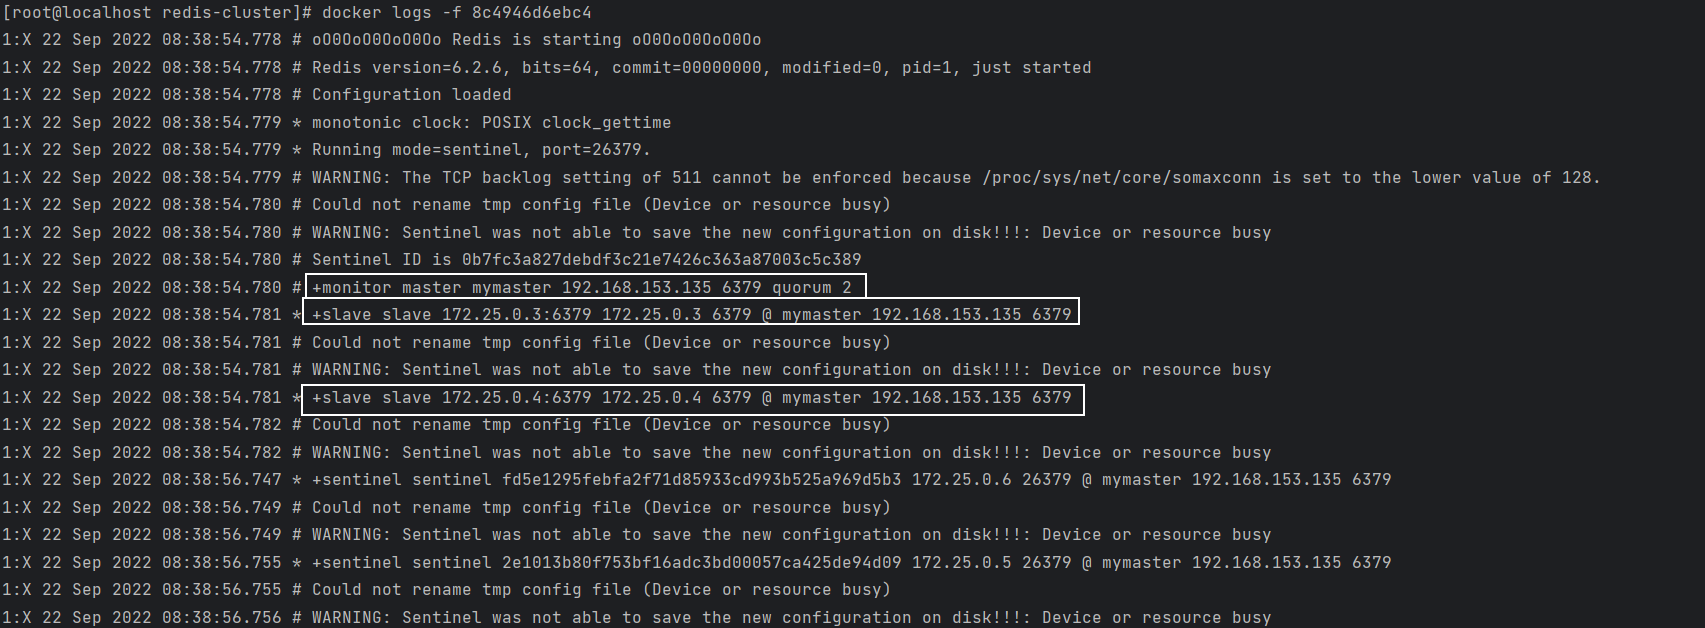 [root@localhost redis-cluster]# docker logs -f 8c4946d6ebc4
1:X 22 Sep 2022 08:38:54.778 # oO0OoO0OoO0Oo Redis is starting oO0OoO0OoO0Oo
1:X 22 Sep 2022 08:38:54.778 # Redis version=6.2.6, bits=64, commit=00000000, modified=0, pid=1, just started
1:X 22 Sep 2022 08:38:54.778 # Configuration loaded
1:X 22 Sep 2022 08:38:54.779 * monotonic clock: POSIX clock_gettime
1:X 22 Sep 2022 08:38:54.779 * Running mode=sentinel, port=26379.
1:X 22 Sep 2022 08:38:54.779 # WARNING: The TCP backlog setting of 511 cannot be enforced because /proc/sys/net/core/somaxconn is set to the lower value of 128.
1:X 22 Sep 2022 08:38:54.780 # Could not rename tmp config file (Device or resource busy)
1:X 22 Sep 2022 08:38:54.780 # WARNING: Sentinel was not able to save the new configuration on disk!!!: Device or resource busy
1:X 22 Sep 2022 08:38:54.780 # Sentinel ID is 0b7fc3a827debdf3c21e7426c363a87003c5c389
1:X 22 Sep 2022 08:38:54.780 # +monitor master mymaster 192.168.153.135 6379 quorum 2
1:X 22 Sep 2022 08:38:54.781 * +slave slave 172.25.0.3:6379 172.25.0.3 6379 @ mymaster 192.168.153.135 6379
1:X 22 Sep 2022 08:38:54.781 # Could not rename tmp config file (Device or resource busy)
1:X 22 Sep 2022 08:38:54.781 # WARNING: Sentinel was not able to save the new configuration on disk!!!: Device or resource busy
1:X 22 Sep 2022 08:38:54.781 * +slave slave 172.25.0.4:6379 172.25.0.4 6379 @ mymaster 192.168.153.135 6379
1:X 22 Sep 2022 08:38:54.782 # Could not rename tmp config file (Device or resource busy)
1:X 22 Sep 2022 08:38:54.782 # WARNING: Sentinel was not able to save the new configuration on disk!!!: Device or resource busy
1:X 22 Sep 2022 08:38:56.747 * +sentinel sentinel fd5e1295febfa2f71d85933cd993b525a969d5b3 172.25.0.6 26379 @ mymaster 192.168.153.135 6379
1:X 22 Sep 2022 08:38:56.749 # Could not rename tmp config file (Device or resource busy)
1:X 22 Sep 2022 08:38:56.749 # WARNING: Sentinel was not able to save the new configuration on disk!!!: Device or resource busy
1:X 22 Sep 2022 08:38:56.755 * +sentinel sentinel 2e1013b80f753bf16adc3bd00057ca425de94d09 172.25.0.5 26379 @ mymaster 192.168.153.135 6379
1:X 22 Sep 2022 08:38:56.755 # Could not rename tmp config file (Device or resource busy)
1:X 22 Sep 2022 08:38:56.756 # WARNING: Sentinel was not able to save the new configuration on disk!!!: Device or resource busy